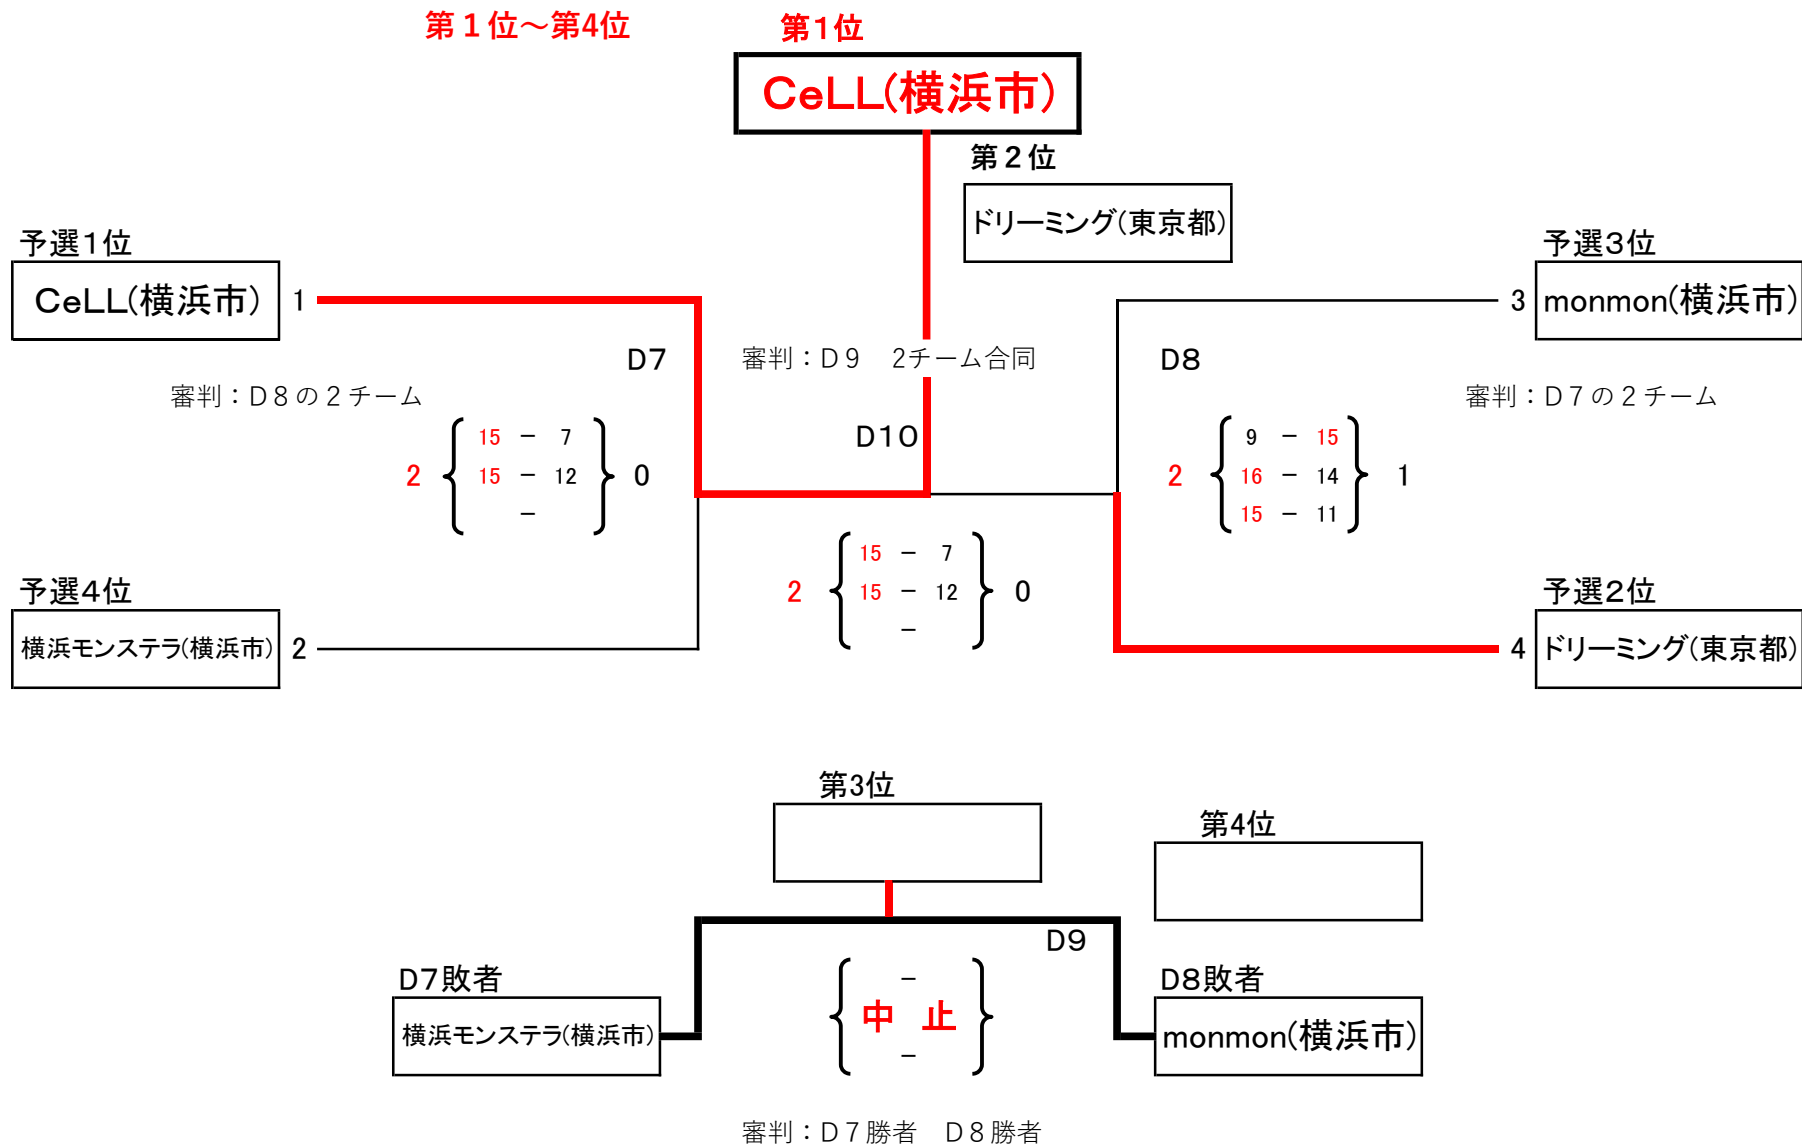 第１位～第4位
第1位
CeLL(横浜市)
第２位
ドリーミング(東京都)
予選1位
CeLL(横浜市)
1
予選3位
3
monmon(横浜市)
D7
審判：D９　2チーム合同
D8
審判：D８の２チーム
審判：D７の２チーム
D10
2 { 15 － 7 } 0
15 － 12
－
2 { 9 － 15 } 1
16 － 14
15 － 11
2 { 15 － 7 } 0
15 － 12
－
予選4位
横浜モンステラ(横浜市)
2
予選2位
4
ドリーミング(東京都)
第3位
第4位
D9
D7敗者
横浜モンステラ(横浜市)
－
中　止
－
D8敗者
monmon(横浜市)
審判：D７勝者　D８勝者